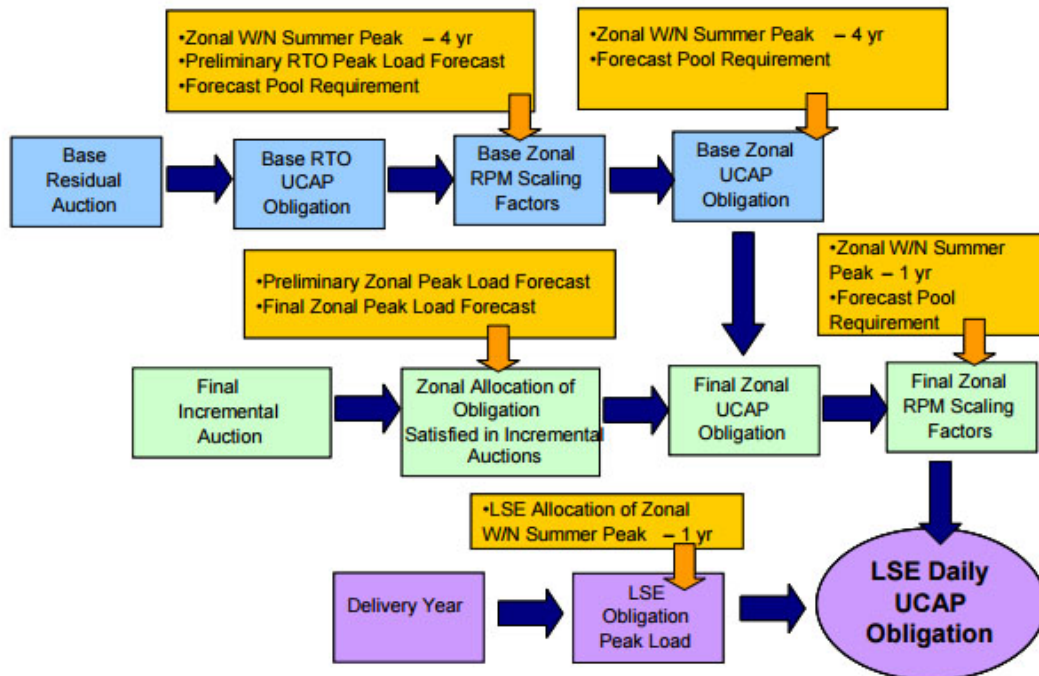 •Zonal W/N Summer Peak – 4 yr
•Preliminary RTO Peak Load Forecast
•Forecast Pool Requirement
•Zonal W/N Summer Peak – 4 yr
•Forecast Pool Requirement
Base
Residual
Auction
Base RTO
UCAP
Obligation
Base Zonal
RPM Scaling
Factors
Base Zonal
UCAP
Obligation
•Preliminary Zonal Peak Load Forecast
•Final Zonal Peak Load Forecast
•Zonal W/N Summer
Peak – 1 yr
•Forecast Pool
Requirement
Final
Incremental
Auction
Zonal Allocation of
Obligation
Satisfied in Incremental
Auctions
Final Zonal
UCAP
Obligation
Final Zonal
RPM Scaling
Factors
•LSE Allocation of Zonal
W/N Summer Peak – 1 yr
Delivery Year
LSE
Obligation
Peak Load
LSE Daily
UCAP
Obligation